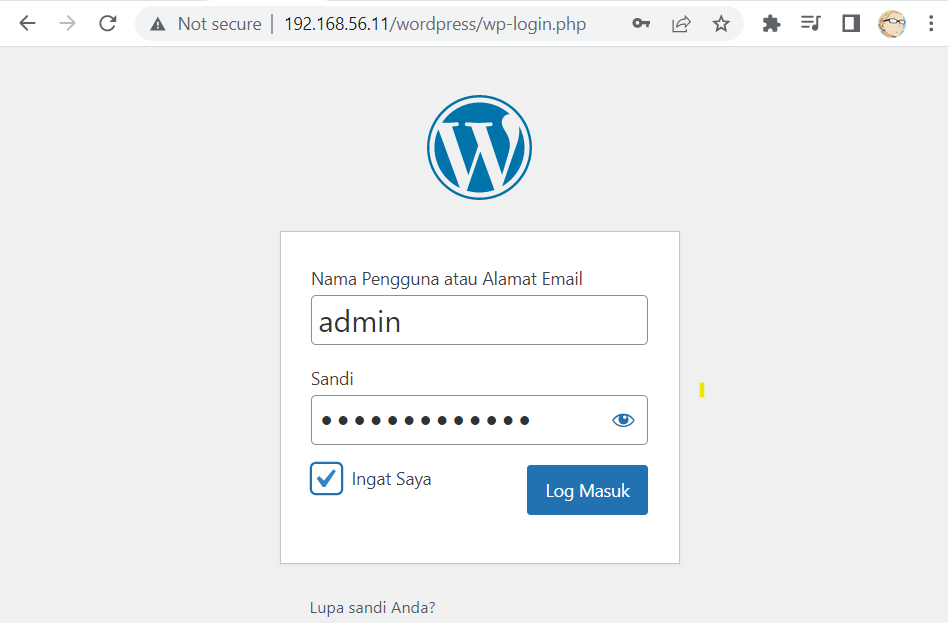 Not secure | 192.168.56.11/wordpress/wp-login.php
Nama Pengguna atau Alamat Email
admin
Sandi
Ingat Saya
Log Masuk
Lupa sandi Anda?